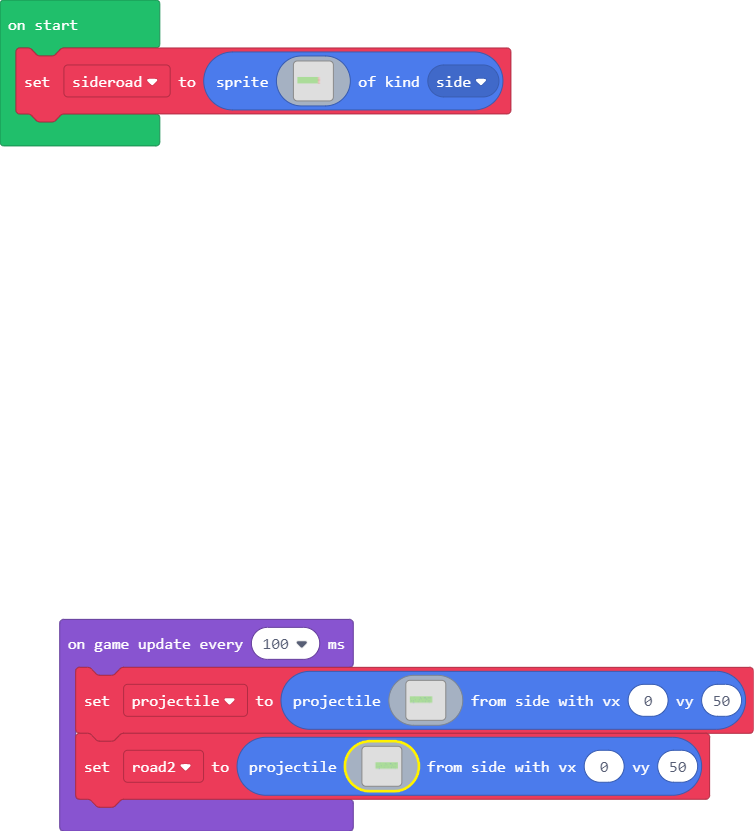 on start
set sideroad to sprite of kind side
on game update every 100 ms
set projectile to projectile from side with vx 0 vy 50
set road2 to projectile from side with vx 0 vy 50